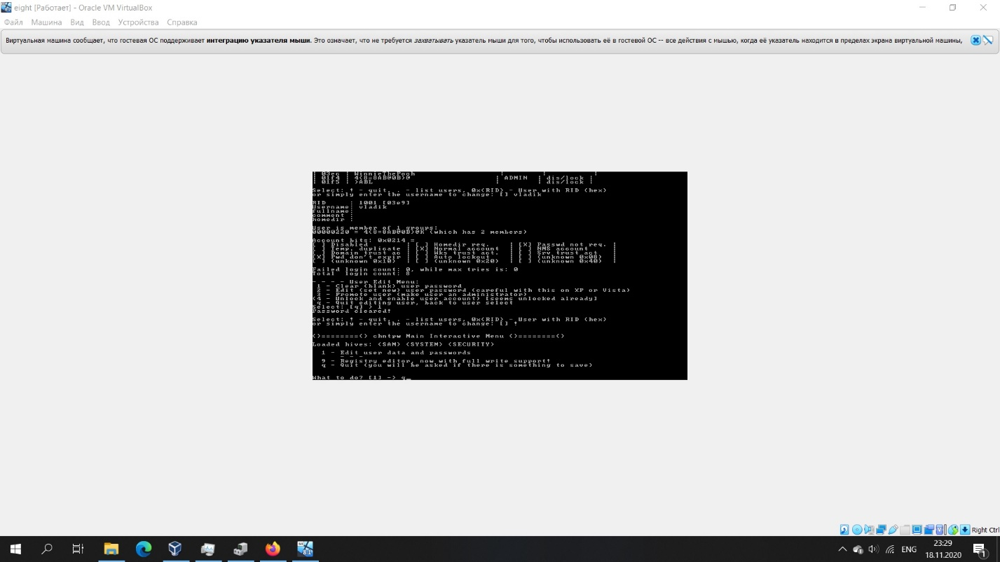 eight [Работает] - Oracle VM VirtualBox
Файл Машина Вид Ввод Устройства Справка
Виртуальная машина сообщает, что гостевая ОС поддерживает интеграцию указателя мыши. Это означает, что не требуется захватывать указатель мыши для того, чтобы использовать её в гостевой ОС -- все действия с мышью, когда её указатель находится в пределах экрана виртуальной машины,
| 03ec | WinnieThePooh | | |
| 01f4 | 4(8=8AB@0B>@ | ADMIN | dis/lock |
| 01f5 | >ABL | | dis/lock |
Select: ! - quit, . - list users, 0x<RID> - User with RID (hex)
or simply enter the username to change: [] vladik
RID : 1001 [03e9]
Username: vladik
fullname:
comment :
homedir :
User is member of 1 groups:
00000220 = 4(8=8AB@0B>@K (which has 2 members)
Account bits: 0x0214 =
[ ] Disabled | [ ] Homedir req. | [X] Passwd not req. |
[ ] Temp. duplicate | [X] Normal account | [ ] NMS account |
[ ] Domain trust ac | [ ] Wks trust act. | [ ] Srv trust act |
[X] Pwd don't expir | [ ] Auto lockout | [ ] (unknown 0x08) |
[ ] (unknown 0x10) | [ ] (unknown 0x20) | [ ] (unknown 0x40) |
Failed login count: 0, while max tries is: 0
Total login count: 8
- - - - User Edit Menu:
1 - Clear (blank) user password
2 - Edit (set new) user password (careful with this on XP or Vista)
3 - Promote user (make user an administrator)
(4 - Unlock and enable user account) [seems unlocked already]
q - Quit editing user, back to user select
Select: [q] > 1
Password cleared!
Select: ! - quit, . - list users, 0x<RID> - User with RID (hex)
or simply enter the username to change: [] !
<>========<> chntpw Main Interactive Menu <>========<>
Loaded hives: <SAM> <SYSTEM> <SECURITY>
1 - Edit user data and passwords
- - -
9 - Registry editor, now with full write support!
q - Quit (you will be asked if there is something to save)
What to do? [1] -> q_
Right Ctrl
8.1
ENG
23:29
18.11.2020
1